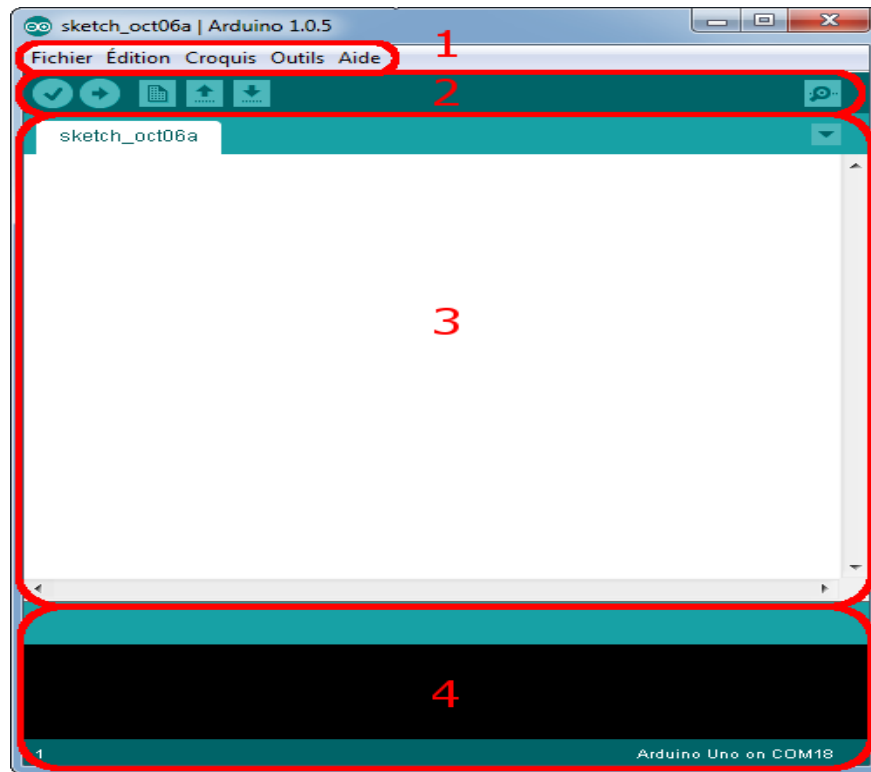 sketch_oct06a | Arduino 1.0.5
1
Fichier Édition Croquis Outils Aide
2
sketch_oct06a
3
4
1 Arduino Uno on COM18